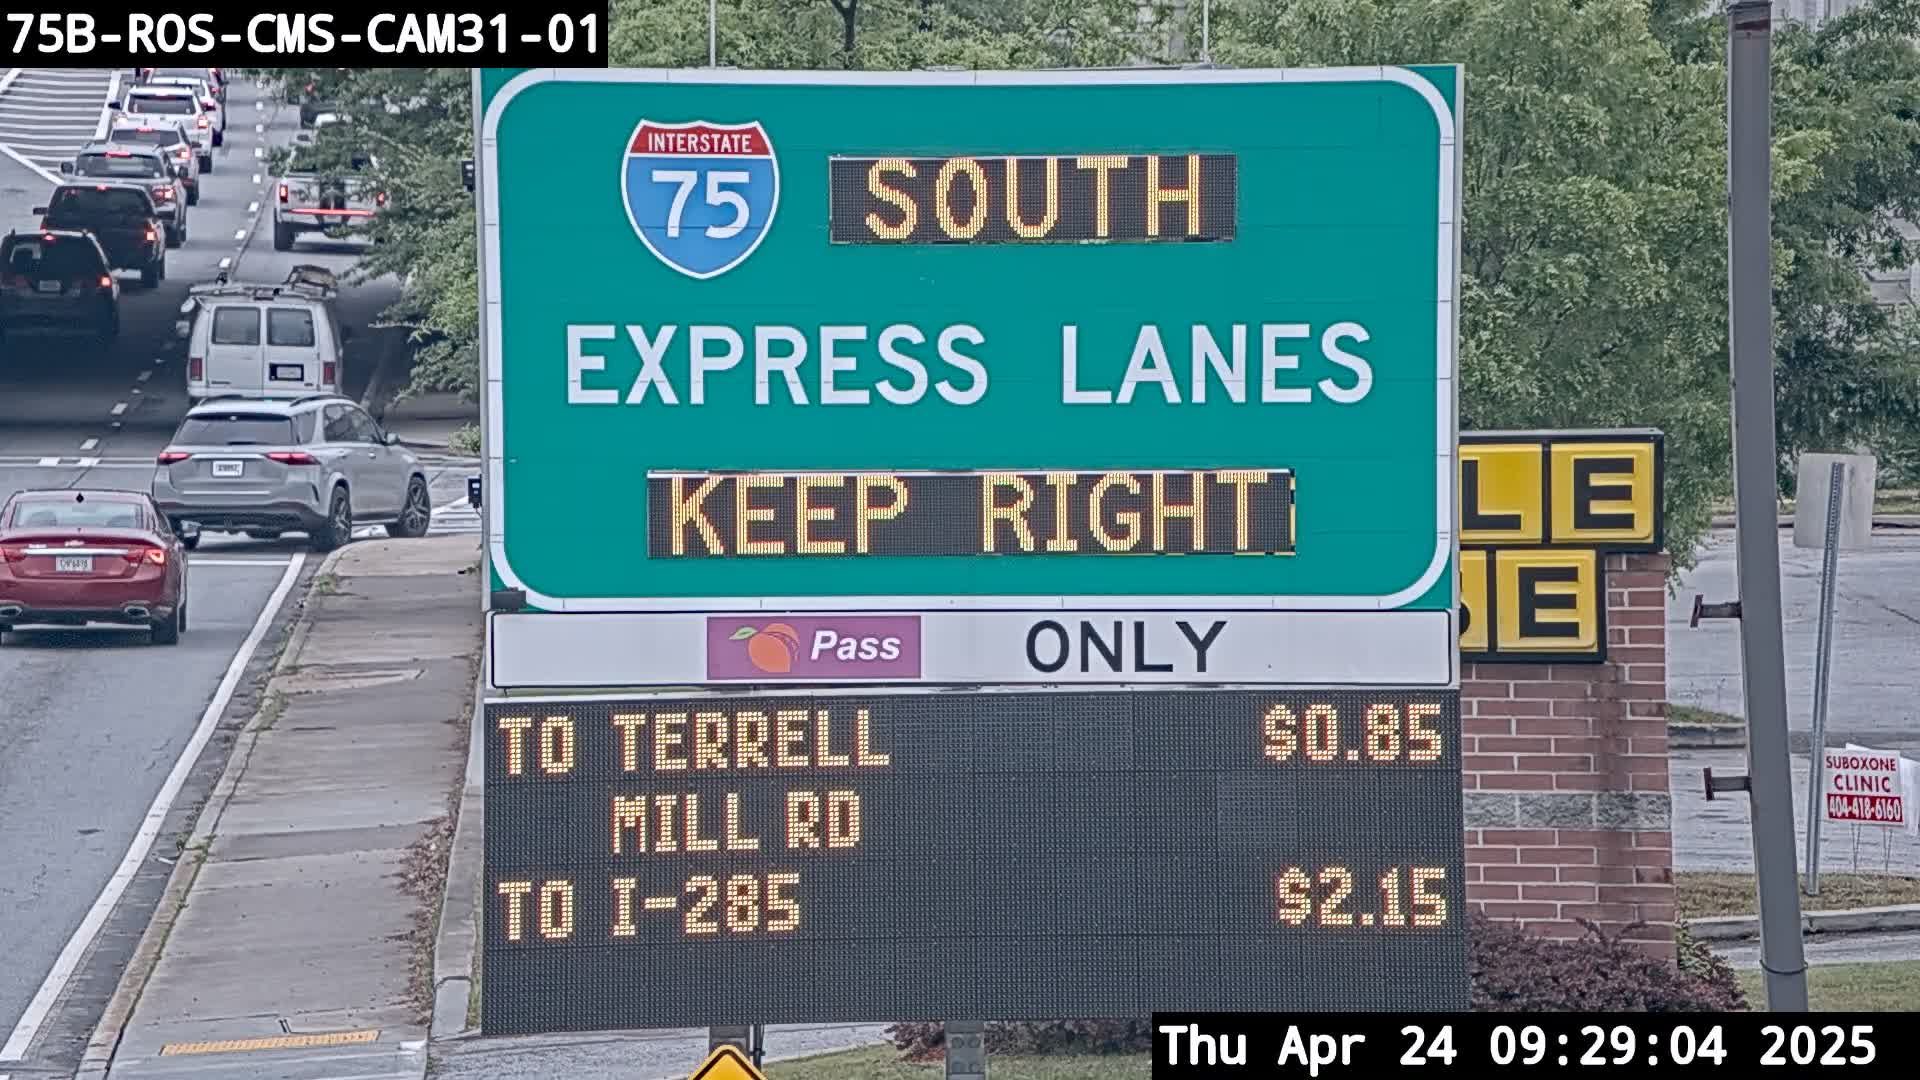 75B-ROS-CMS-CAM31-01
INTERSTATE
75
SOUTH
EXPRESS LANES
KEEP RIGHT
Pass ONLY
TO TERRELL $0.85
MILL RD
TO I-285 $2.15
LE
E
SUBOXONE
CLINIC
404-418-6160
Thu Apr 24 09:29:04 2025